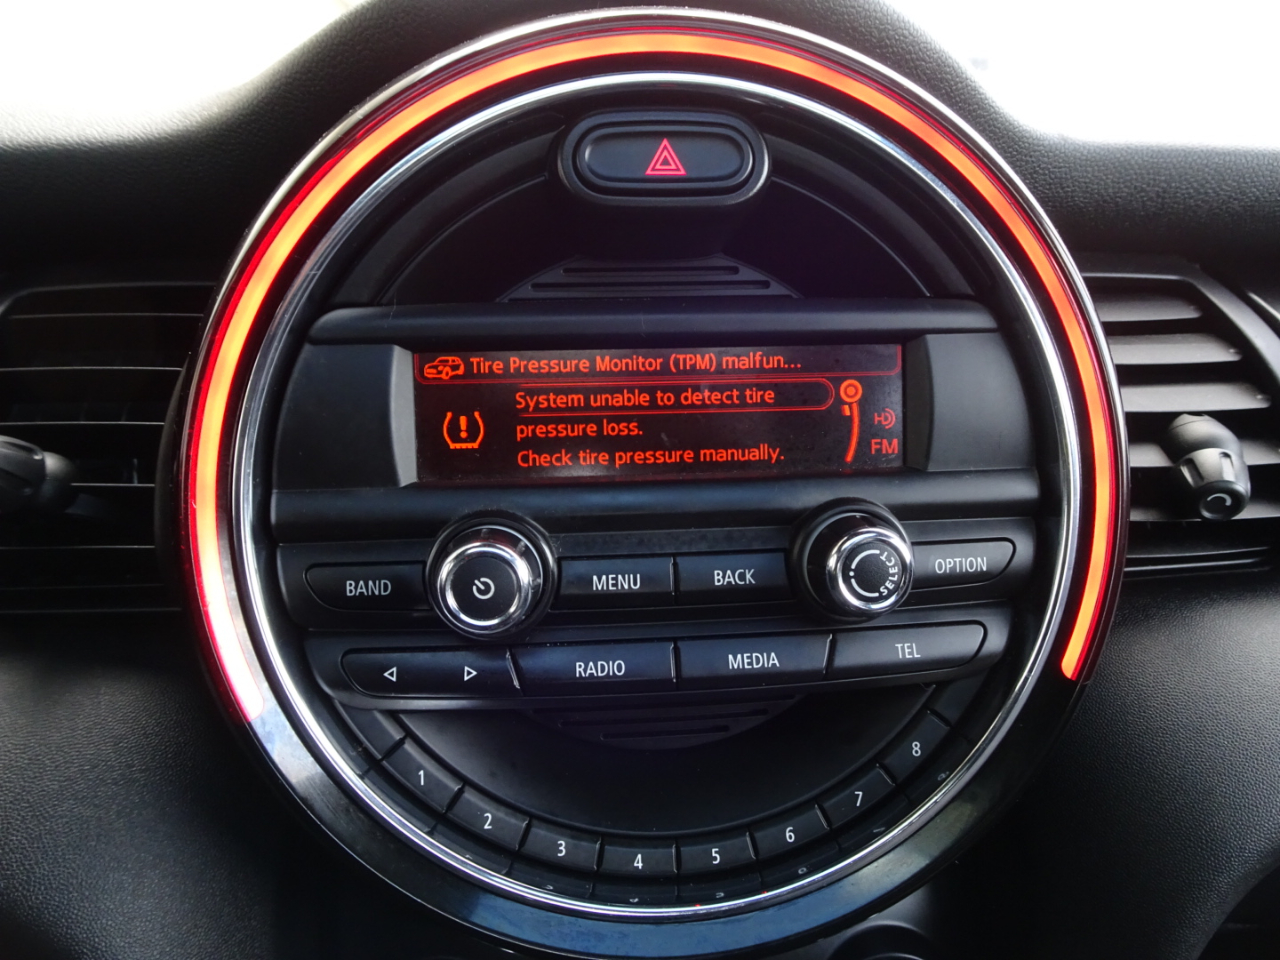 Tire Pressure Monitor (TPM) malfun...
System unable to detect tire
pressure loss.
Check tire pressure manually.
HD
FM
BAND
MENU
BACK
SELECT
OPTION
RADIO
MEDIA
TEL
1
2
3
4
5
6
7
8